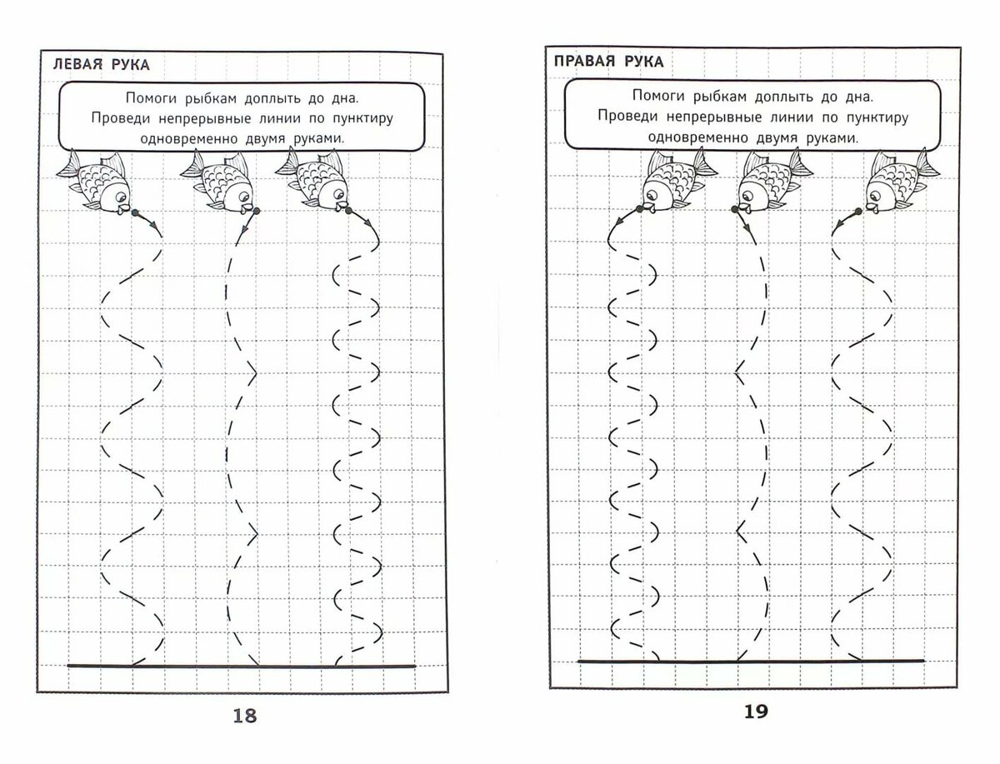 ЛЕВАЯ РУКА
Помоги рыбкам доплыть до дна.
Проведи непрерывные линии по пунктиру
одновременно двумя руками.
18
ПРАВАЯ РУКА
Помоги рыбкам доплыть до дна.
Проведи непрерывные линии по пунктиру
одновременно двумя руками.
19